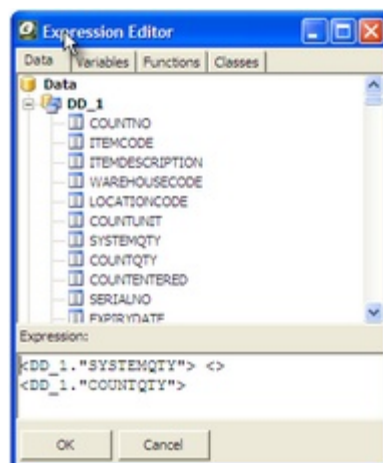 Expression Editor
Data Variables Functions Classes
Data
DD_1
COUNTNO
ITEMCODE
ITEMDESCRIPTION
WAREHOUSECODE
LOCATIONCODE
COUNTUNIT
SYSTEMQTY
COUNTQTY
COUNTENTERED
SERIALNO
EXPIRYDATE
Expression:
<DD_1."SYSTEMQTY"> <>
<DD_1."COUNTQTY">
OK Cancel